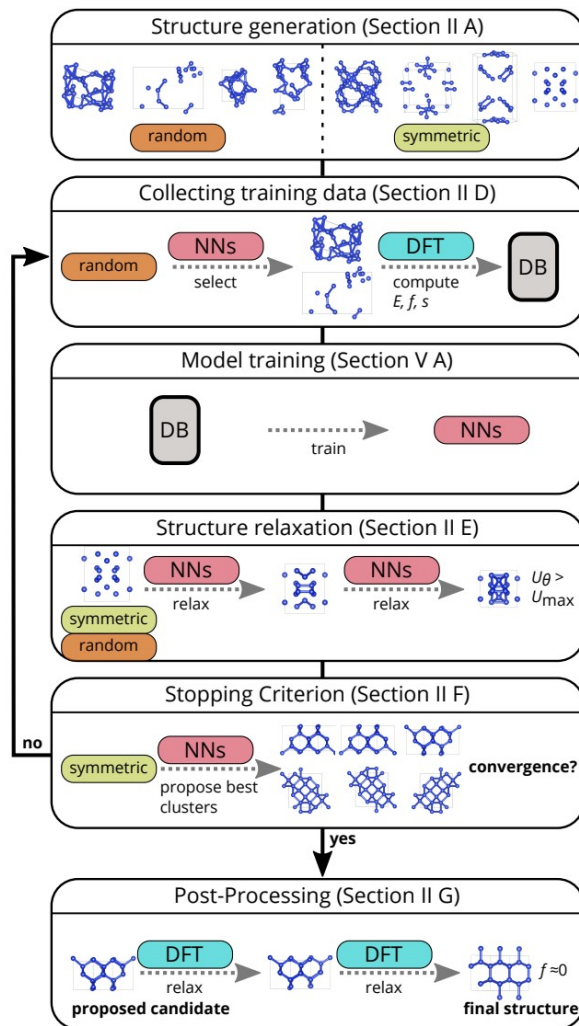 Structure generation (Section II A)
random
symmetric
Collecting training data (Section II D)
random
NNs
select
DFT
compute
E, f, s
DB
Model training (Section V A)
DB
train
NNs
Structure relaxation (Section II E)
symmetric
random
NNs
relax
NNs
relax
Uθ >
Umax
Stopping Criterion (Section II F)
no
symmetric
NNs
propose best
clusters
convergence?
yes
Post-Processing (Section II G)
DFT
relax
DFT
relax
f ≈0
proposed candidate
final structure